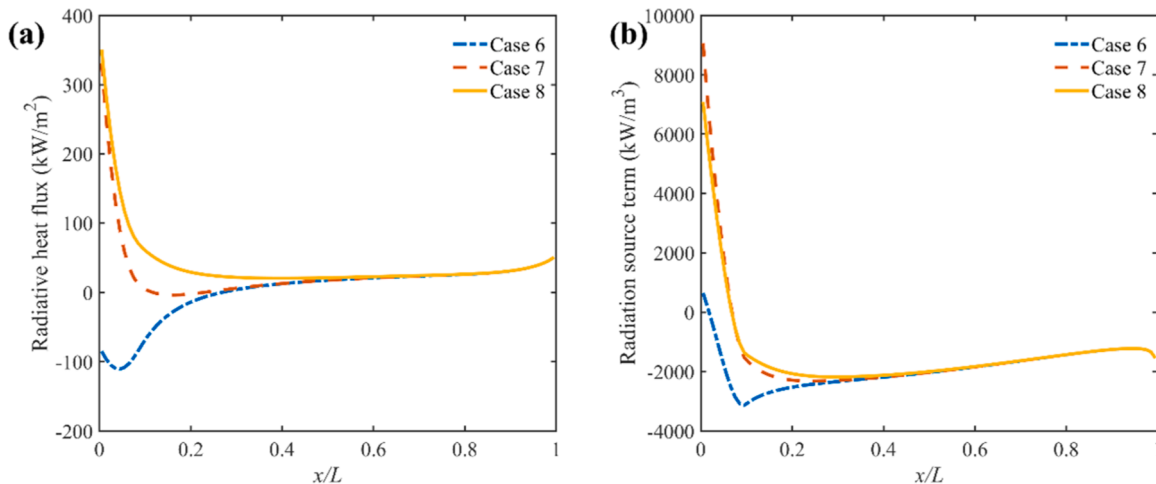 (a)
Radiative heat flux (kW/m²)
400
300
200
100
0
-100
-200
Case 6
Case 7
Case 8
0
0.2
0.4
0.6
0.8
1
x/L
(b)
Radiation source term (kW/m³)
10000
8000
6000
4000
2000
0
-2000
-4000
Case 6
Case 7
Case 8
0
0.2
0.4
0.6
0.8
1
x/L